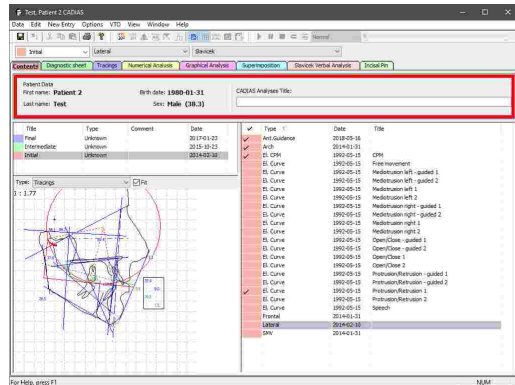 Test, Patient 2 CADIAS
Data Edit New Entry Options VTO View Window Help
Normal
Initial Lateral Slavicek
Contents Diagnostic sheet Tracings Numerical Analysis Graphical Analysis Superimposition Slavicek Verbal Analysis Incisal Pin
Patient Data
First name: Patient 2 Birth date: 1980-01-31 CADIAS Analyses Title:
Last name: Test Sex: Male (38.3)
Title Type Comment Date
Final Unknown 2017-01-23
Intermediate Unknown 2015-10-23
Initial Unknown 2014-02-10
Type: Tracings Fit
1 : 1.77
Type Date Title
Ant.Guidance 2018-05-16
Arch 2014-01-31
El. CPM 1992-05-15 CPM
El. Curve 1992-05-15 Free movement
El. Curve 1992-05-15 Mediotrusion left - guided 1
El. Curve 1992-05-15 Mediotrusion left - guided 2
El. Curve 1992-05-15 Mediotrusion left 1
El. Curve 1992-05-15 Mediotrusion left 2
El. Curve 1992-05-15 Mediotrusion right - guided 1
El. Curve 1992-05-15 Mediotrusion right - guided 2
El. Curve 1992-05-15 Mediotrusion right 1
El. Curve 1992-05-15 Mediotrusion right 2
El. Curve 1992-05-15 Open/Close - guided 1
El. Curve 1992-05-15 Open/Close - guided 2
El. Curve 1992-05-15 Open/Close 1
El. Curve 1992-05-15 Open/Close 2
El. Curve 1992-05-15 Protrusion/Retrusion - guided 1
El. Curve 1992-05-15 Protrusion/Retrusion - guided 2
El. Curve 1992-05-15 Protrusion/Retrusion 1
El. Curve 1992-05-15 Protrusion/Retrusion 2
El. Curve 1992-05-15 Speech
Frontal 2014-01-31
Lateral 2014-02-10
SMV 2014-01-31
For Help, press F1 NUM